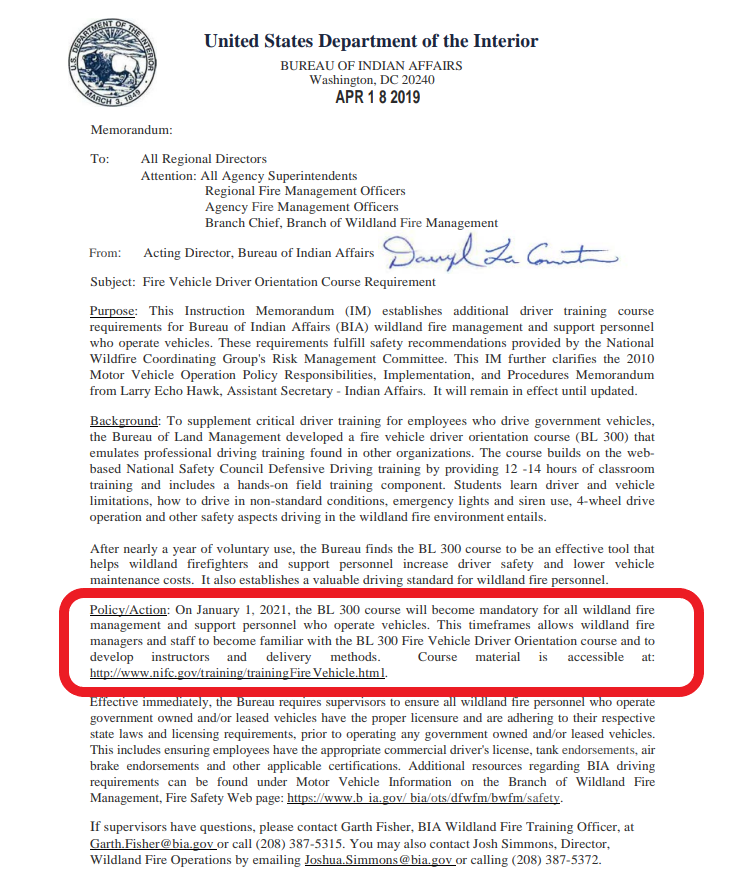 U.S. DEPARTMENT OF THE INTERIOR
MARCH 3, 1849
United States Department of the Interior
BUREAU OF INDIAN AFFAIRS
Washington, DC 20240
APR 18 2019
Memorandum:
To: All Regional Directors
Attention: All Agency Superintendents
Regional Fire Management Officers
Agency Fire Management Officers
Branch Chief, Branch of Wildland Fire Management
From: Acting Director, Bureau of Indian Affairs Darryl La Counte
Subject: Fire Vehicle Driver Orientation Course Requirement
Purpose: This Instruction Memorandum (IM) establishes additional driver training course
requirements for Bureau of Indian Affairs (BIA) wildland fire management and support personnel
who operate vehicles. These requirements fulfill safety recommendations provided by the National
Wildfire Coordinating Group's Risk Management Committee. This IM further clarifies the 2010
Motor Vehicle Operation Policy Responsibilities, Implementation, and Procedures Memorandum
from Larry Echo Hawk, Assistant Secretary - Indian Affairs. It will remain in effect until updated.
Background: To supplement critical driver training for employees who drive government vehicles,
the Bureau of Land Management developed a fire vehicle driver orientation course (BL 300) that
emulates professional driving training found in other organizations. The course builds on the web-
based National Safety Council Defensive Driving training by providing 12 -14 hours of classroom
training and includes a hands-on field training component. Students learn driver and vehicle
limitations, how to drive in non-standard conditions, emergency lights and siren use, 4-wheel drive
operation and other safety aspects driving in the wildland fire environment entails.
After nearly a year of voluntary use, the Bureau finds the BL 300 course to be an effective tool that
helps wildland firefighters and support personnel increase driver safety and lower vehicle
maintenance costs. It also establishes a valuable driving standard for wildland fire personnel.
Policy/Action: On January 1, 2021, the BL 300 course will become mandatory for all wildland fire
management and support personnel who operate vehicles. This timeframes allows wildland fire
managers and staff to become familiar with the BL 300 Fire Vehicle Driver Orientation course and to
develop instructors and delivery methods. Course material is accessible at:
http://www.nifc.gov/training/trainingFire Vehicle.html.
Effective immediately, the Bureau requires supervisors to ensure all wildland fire personnel who operate
government owned and/or leased vehicles have the proper licensure and are adhering to their respective
state laws and licensing requirements, prior to operating any government owned and/or leased vehicles.
This includes ensuring employees have the appropriate commercial driver's license, tank endorsements, air
brake endorsements and other applicable certifications. Additional resources regarding BIA driving
requirements can be found under Motor Vehicle Information on the Branch of Wildland Fire
Management, Fire Safety Web page: https://www.b ia.gov/ bia/ots/dfwfm/bwfm/safety.
If supervisors have questions, please contact Garth Fisher, BIA Wildland Fire Training Officer, at
Garth.Fisher@bia.gov or call (208) 387-5315. You may also contact Josh Simmons, Director,
Wildland Fire Operations by emailing Joshua.Simmons@bia.gov or calling (208) 387-5372.